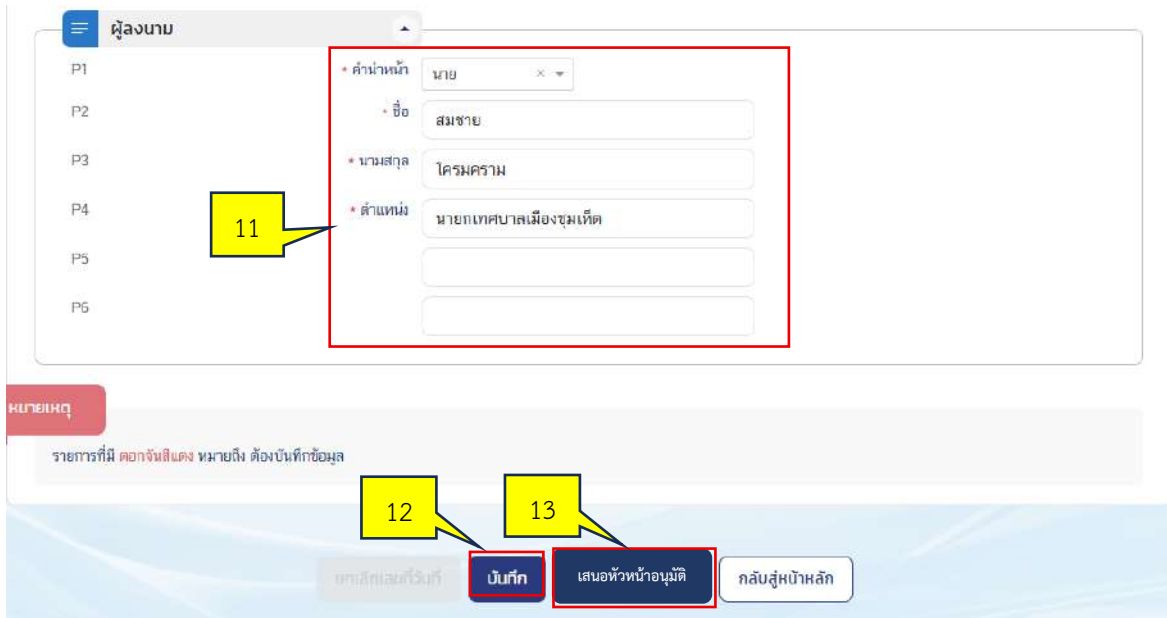 ผู้ลงนาม
P1
* คำนำหน้า
นาย
P2
* ชื่อ
สมชาย
P3
* นามสกุล
โครมคราม
P4
* ตำแหน่ง
นายกเทศบาลเมืองชุมเห็ด
11
P5
P6
หมายเหตุ
รายการที่มี ดอกจันสีแดง หมายถึง ต้องบันทึกข้อมูล
12
13
ยกเลิกเลขที่วันที่
บันทึก
เสนอหัวหน้าอนุมัติ
กลับสู่หน้าหลัก